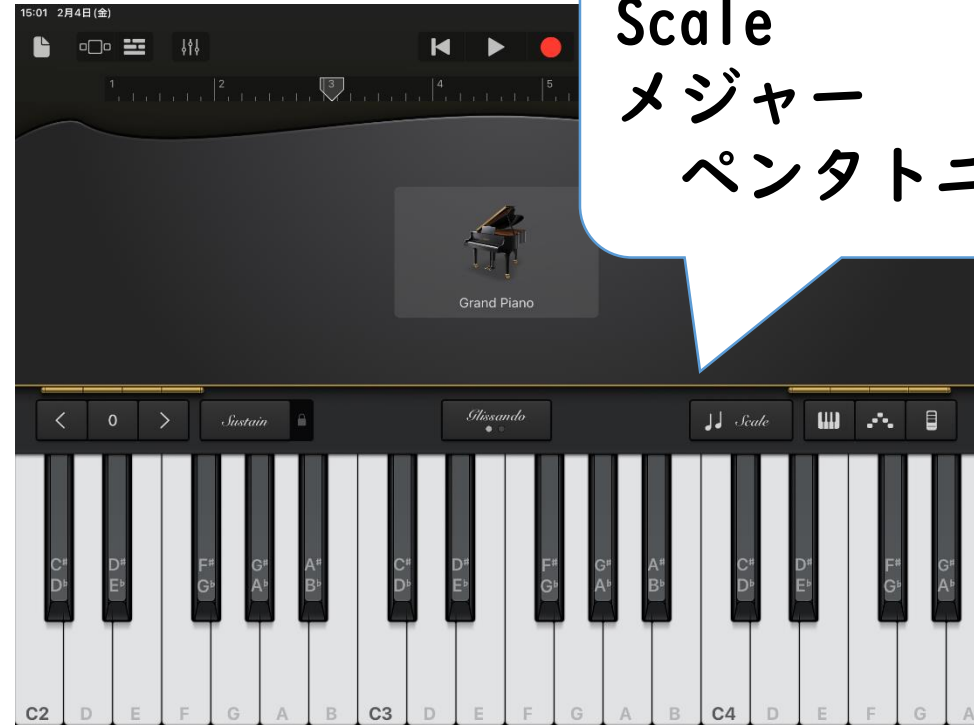 15:01 2月4日(金)
Scale
メジャー
ペンタトニ
1 2 3 4 5
Grand Piano
0 Sustain Glissando Scale
C# D# F# G# A# C# D# F# G# A# C# D# F# G#
D♭ E♭ G♭ A♭ B♭ D♭ E♭ G♭ A♭ B♭ D♭ E♭ G♭ A♭
C2 D E F G A B C3 D E F G A B C4 D E F G A